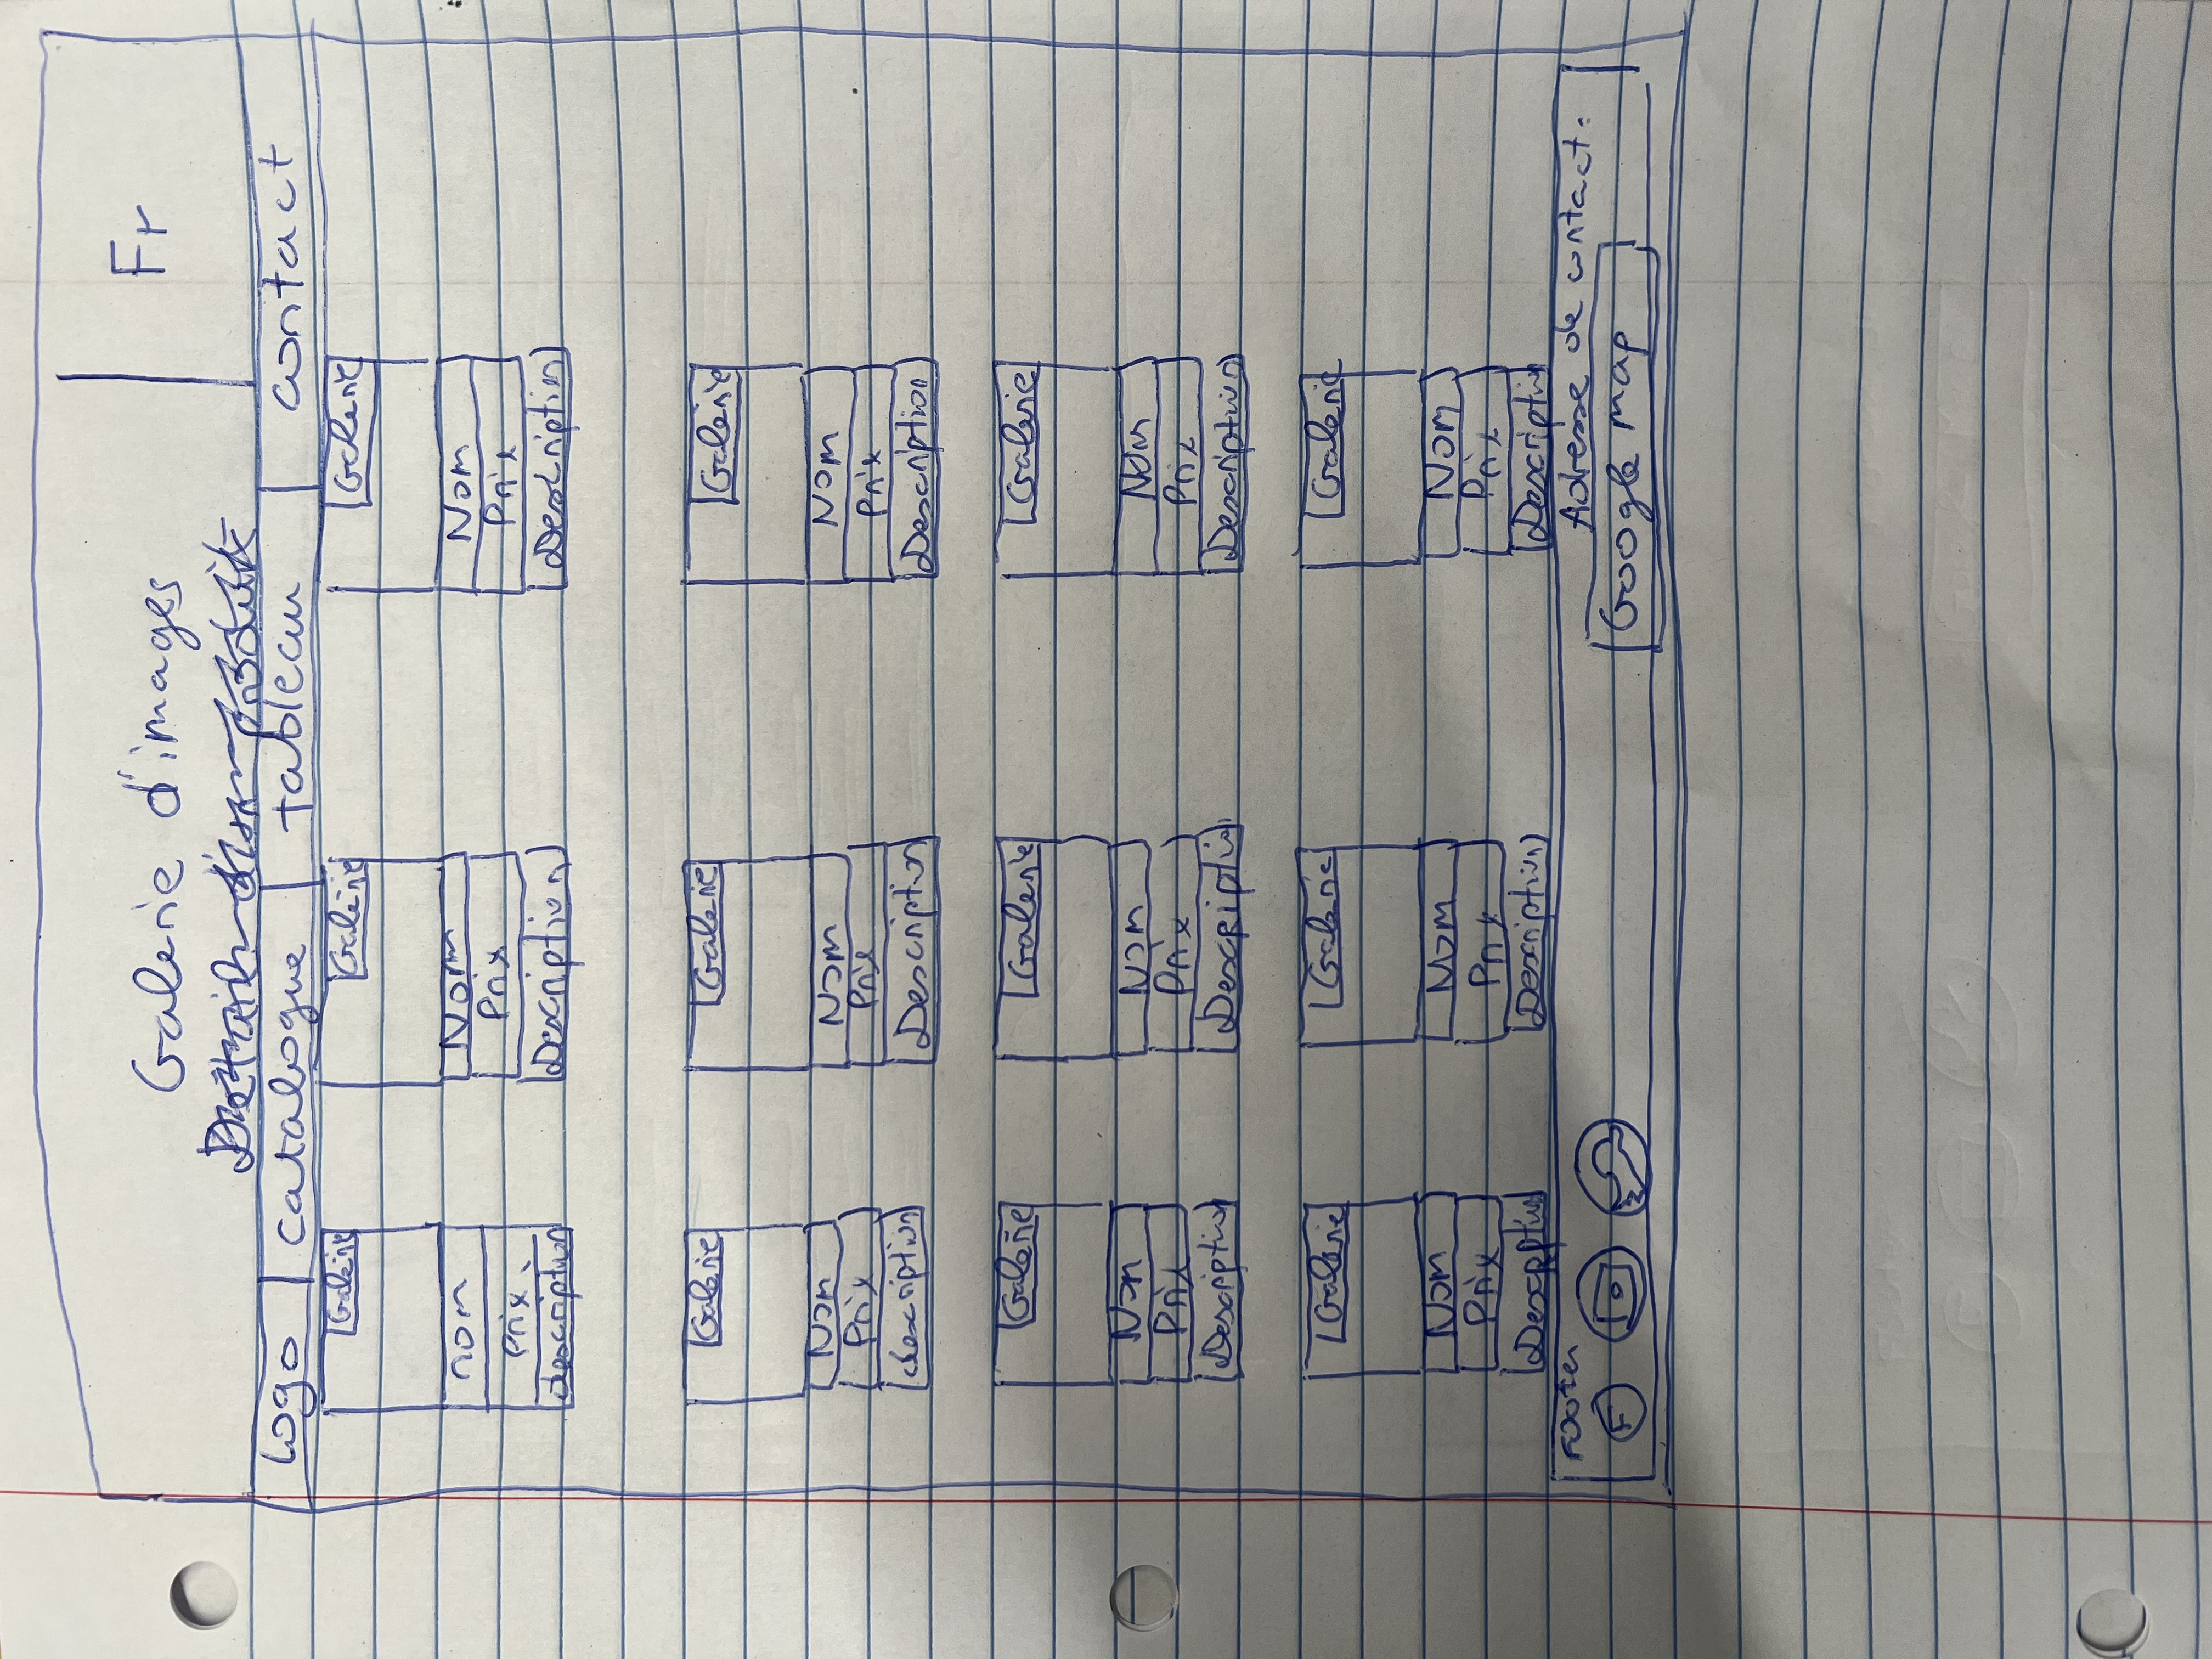 Galerie d'images
Fr
Detail d'un produit
logo catalogue tableau contact
Galerie Galerie Galerie
nom Nom Nom
Prix Prix Prix
description Description Description
Galerie Galerie Galerie
Nom Nom Nom
Prix Prix Prix
description Description Description
Galerie Galerie Galerie
Nom Nom Nom
Prix Prix Prix
Description Description Description
Galerie Galerie Galerie
Nom Nom Nom
Prix Prix Prix
Description Description Description
Footer Adresse de contact:
F Google map